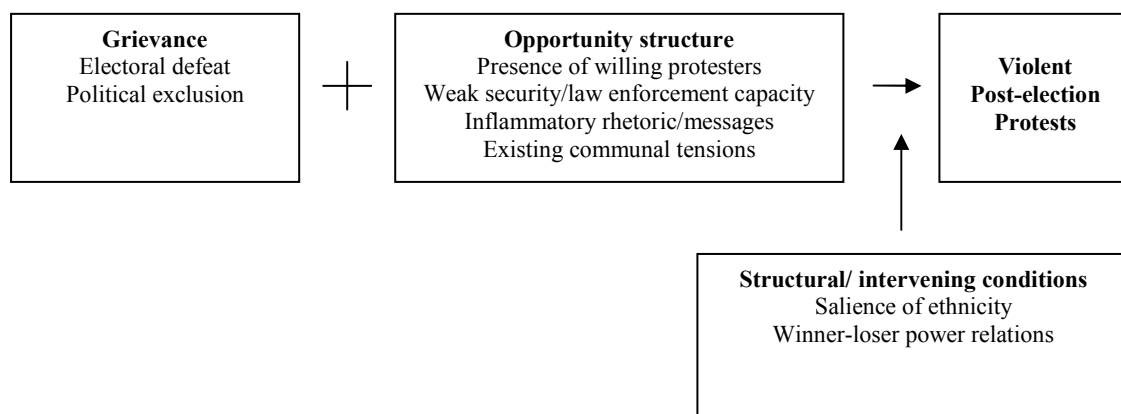 Grievance
Electoral defeat
Political exclusion
Opportunity structure
Presence of willing protesters
Weak security/law enforcement capacity
Inflammatory rhetoric/messages
Existing communal tensions
Violent
Post-election
Protests
Structural/ intervening conditions
Salience of ethnicity
Winner-loser power relations